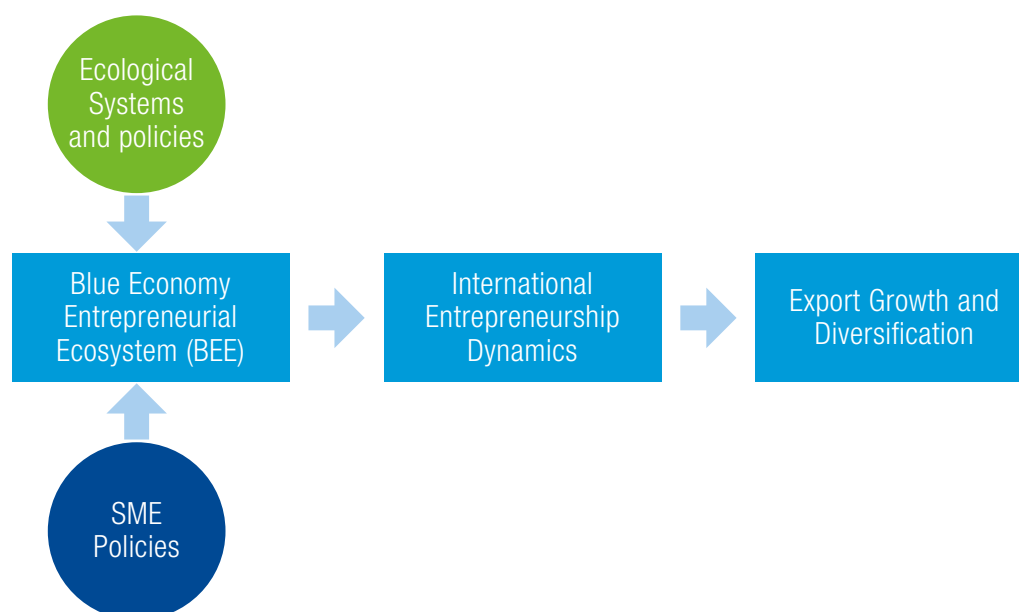 Ecological
Systems
and policies
Blue Economy
Entrepreneurial
Ecosystem (BEE)
International
Entrepreneurship
Dynamics
Export Growth and
Diversification
SME
Policies